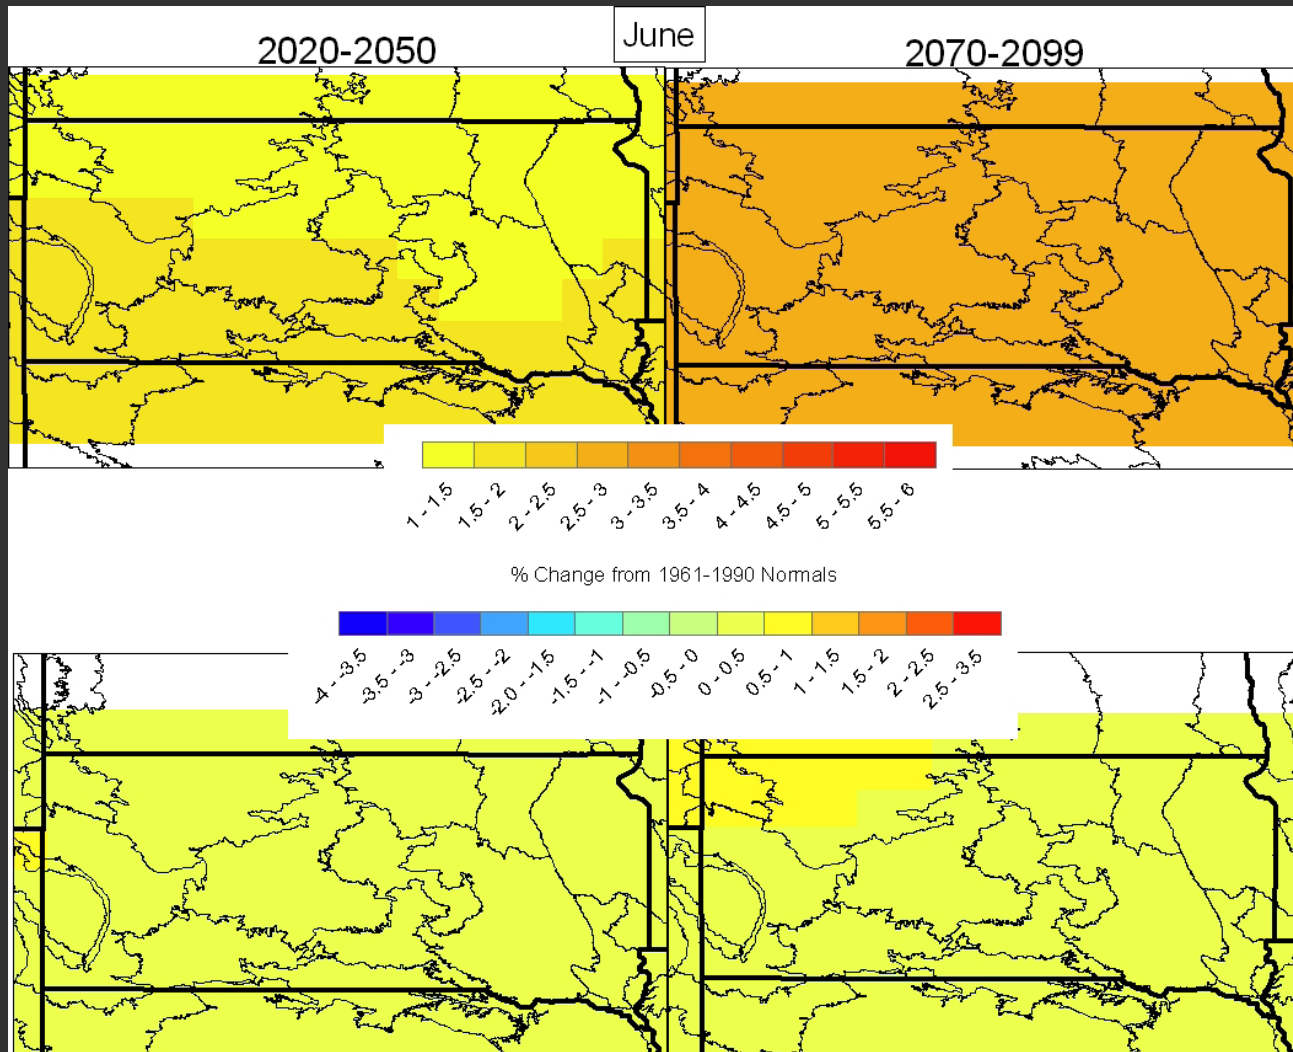 June
2020-2050
2070-2099
1 - 1.5
1.5 - 2
2 - 2.5
2.5 - 3
3 - 3.5
3.5 - 4
4 - 4.5
4.5 - 5
5 - 5.5
5.5 - 6
% Change from 1961-1990 Normals
-4 - -3.5
-3.5 - -3
-3 - -2.5
-2.5 - -2
-2.0 - -1.5
-1.5 - -1
-1 - -0.5
-0.5 - 0
0 - 0.5
0.5 - 1
1 - 1.5
1.5 - 2
2 - 2.5
2.5 - 3.5